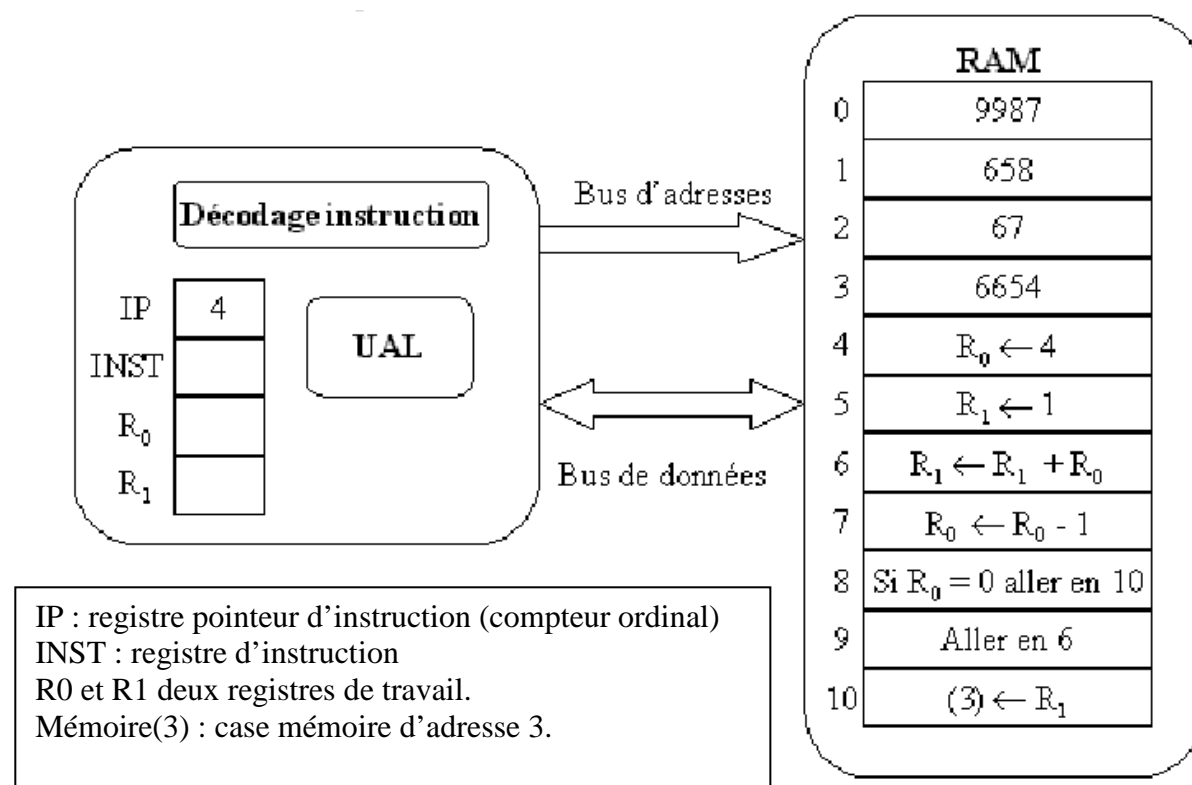 Décodage instruction
IP 4
INST
R₀
R₁
UAL
Bus d'adresses
Bus de données
RAM
0 9987
1 658
2 67
3 6654
4 R₀ ← 4
5 R₁ ← 1
6 R₁ ← R₁ + R₀
7 R₀ ← R₀ - 1
8 Si R₀ = 0 aller en 10
9 Aller en 6
10 (3) ← R₁
IP : registre pointeur d'instruction (compteur ordinal)
INST : registre d'instruction
R0 et R1 deux registres de travail.
Mémoire(3) : case mémoire d'adresse 3.